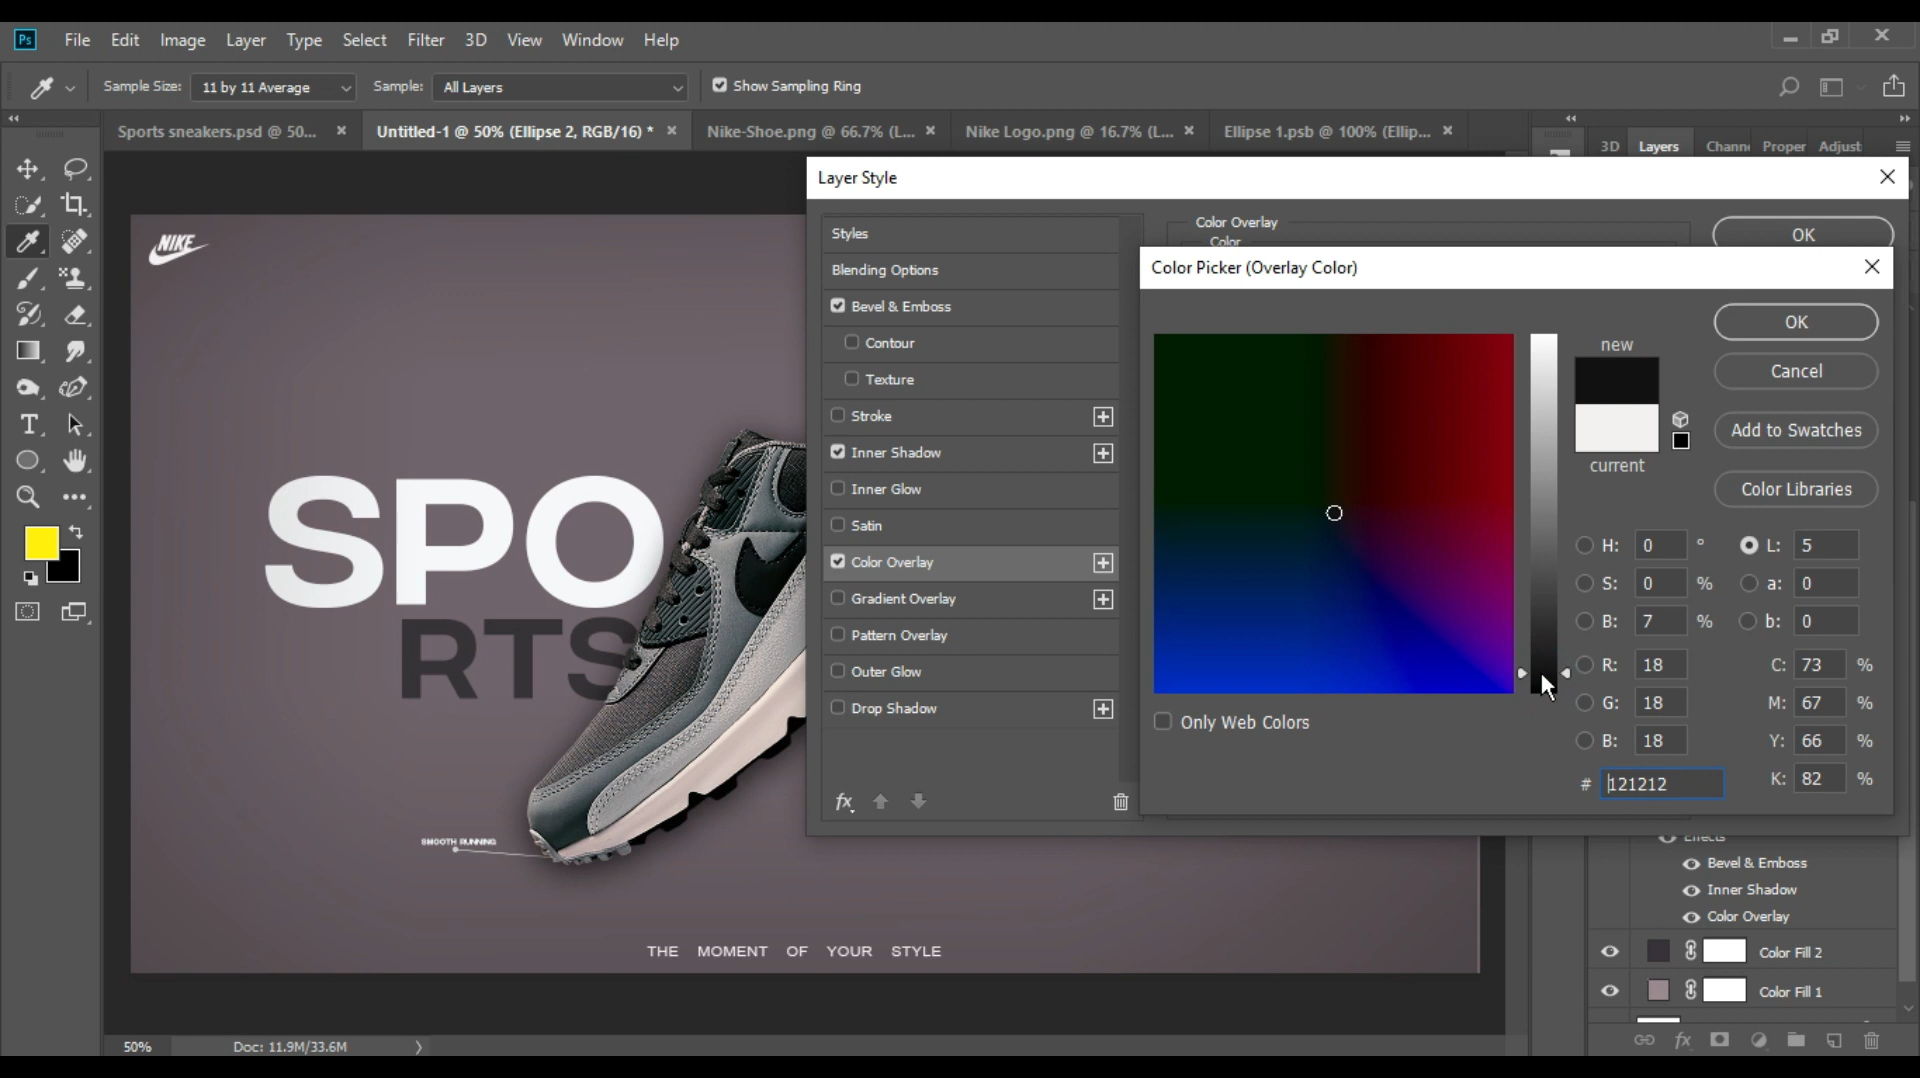 Ps File Edit Image Layer Type Select Filter 3D View Window Help
Sample Size: 11 by 11 Average Sample: All Layers Show Sampling Ring
Sports sneakers.psd @ 50... × Untitled-1 @ 50% (Ellipse 2, RGB/16) * × Nike-Shoe.png @ 66.7% (L... × Nike Logo.png @ 16.7% (L... × Ellipse 1.psb @ 100% (Ellip... ×
3D Layers Chann Proper Adjust
Layer Style
Styles
Blending Options
Bevel & Emboss
Contour
Texture
Stroke
Inner Shadow
Inner Glow
Satin
Color Overlay
Gradient Overlay
Pattern Overlay
Outer Glow
Drop Shadow
fx
Color Overlay
Color
OK
Color Picker (Overlay Color)
new
current
OK
Cancel
Add to Swatches
Color Libraries
H: 0 ° L: 5
S: 0 % a: 0
B: 7 % b: 0
R: 18 C: 73 %
G: 18 M: 67 %
B: 18 Y: 66 %
# 121212 K: 82 %
Only Web Colors
NIKE
SPO
RTS
SMOOTH RUNNING
THE MOMENT OF YOUR STYLE
Effects
Bevel & Emboss
Inner Shadow
Color Overlay
Color Fill 2
Color Fill 1
fx
50% Doc: 11.9M/33.6M